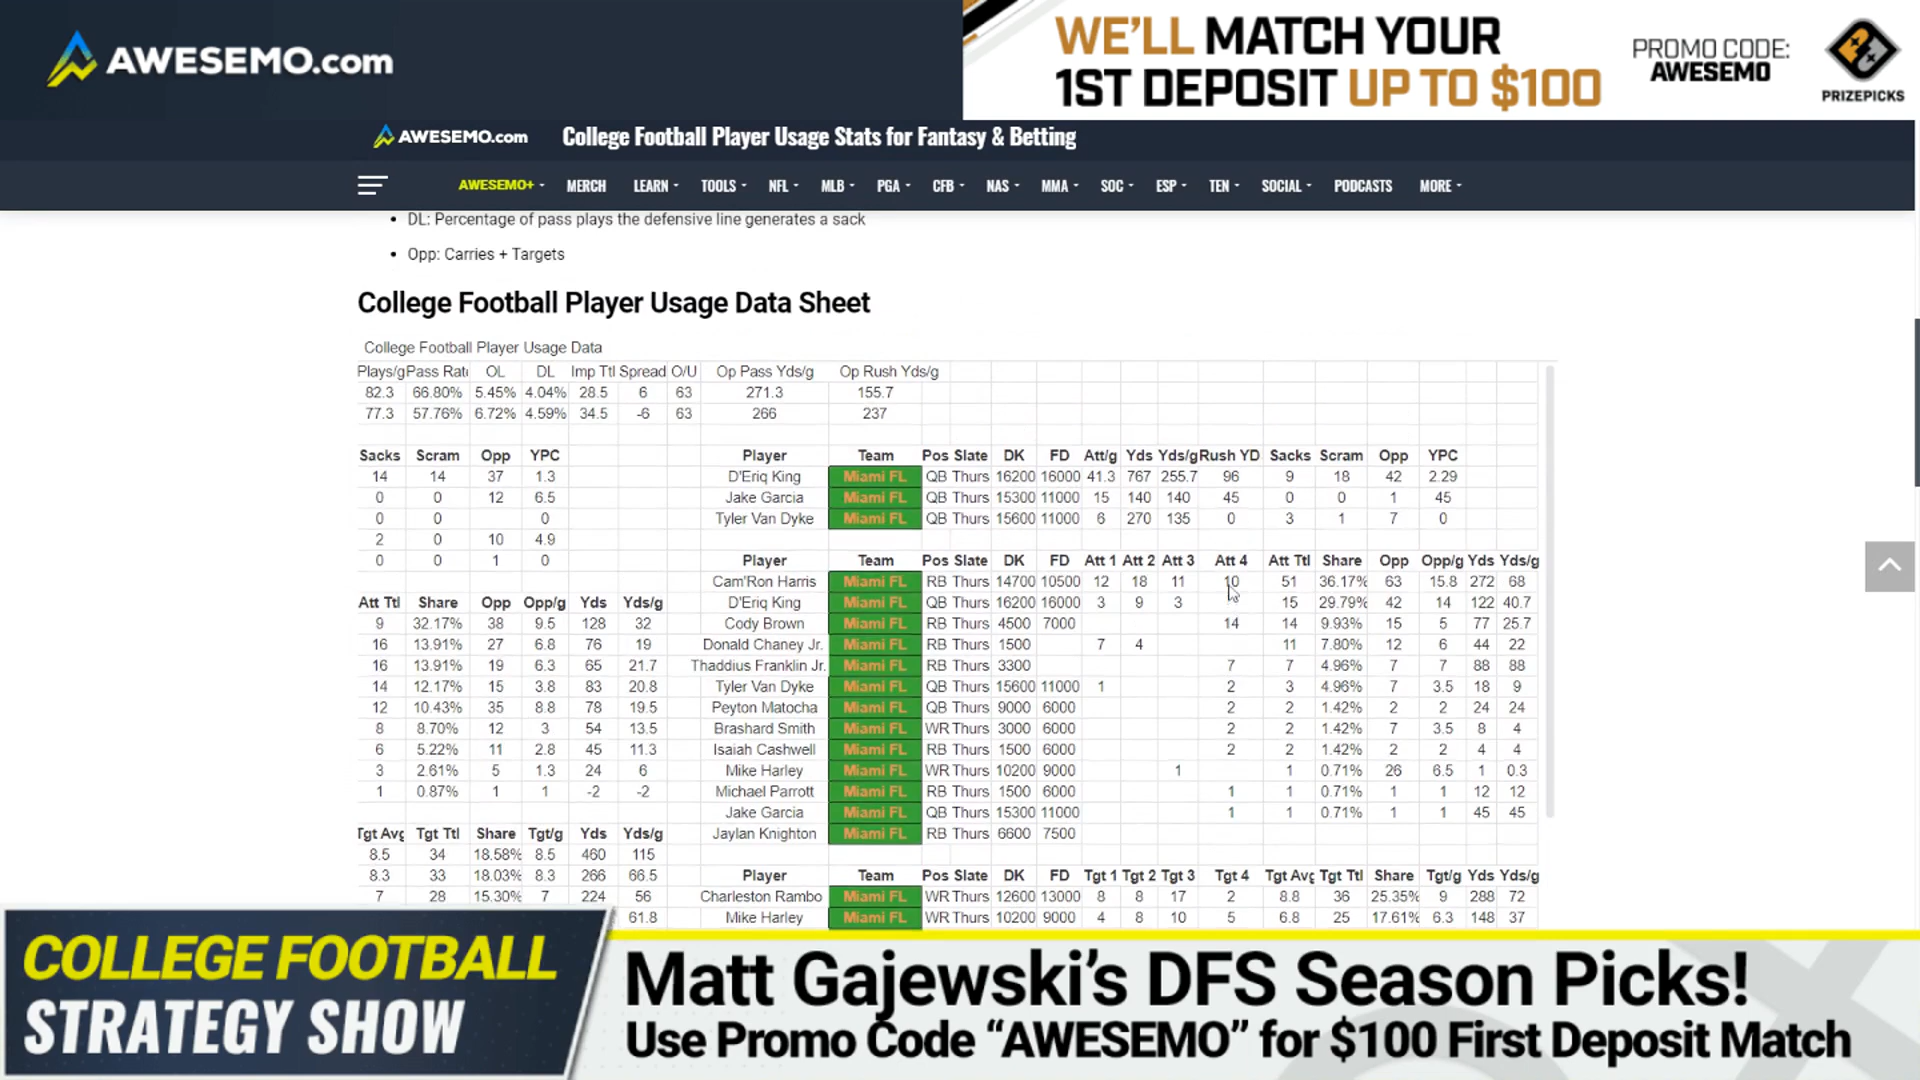 AWESEMO.com
WE'LL MATCH YOUR
1ST DEPOSIT UP TO $100
PROMO CODE:
AWESEMO
PRIZEPICKS
AWESEMO.com College Football Player Usage Stats for Fantasy & Betting
AWESEMO+ MERCH LEARN TOOLS NFL MLB PGA CFB NAS MMA SOC ESP TEN SOCIAL PODCASTS MORE
• DL: Percentage of pass plays the defensive line generates a sack
• Opp: Carries + Targets
College Football Player Usage Data Sheet
College Football Player Usage Data
Plays/g Pass Rate OL DL Imp Ttl Spread O/U Op Pass Yds/g Op Rush Yds/g
82.3 66.80% 5.45% 4.04% 28.5 6 63 271.3 155.7
77.3 57.76% 6.72% 4.59% 34.5 -6 63 266 237
Sacks Scram Opp YPC Player Team Pos Slate DK FD Att/g Yds Yds/g Rush YD Sacks Scram Opp YPC
14 14 37 1.3 D'Eriq King Miami FL QB Thurs 16200 16000 41.3 767 255.7 96 9 18 42 2.29
0 0 12 6.5 Jake Garcia Miami FL QB Thurs 15300 11000 15 140 140 45 0 0 1 45
0 0 0 Tyler Van Dyke Miami FL QB Thurs 15600 11000 6 270 135 0 3 1 7 0
2 0 10 4.9
0 0 1 0 Player Team Pos Slate DK FD Att 1 Att 2 Att 3 Att 4 Att Ttl Share Opp Opp/g Yds Yds/g
Cam'Ron Harris Miami FL RB Thurs 14700 10500 12 18 11 10 51 36.17% 63 15.8 272 68
Att Ttl Share Opp Opp/g Yds Yds/g D'Eriq King Miami FL QB Thurs 16200 16000 3 9 3 15 29.79% 42 14 122 40.7
9 32.17% 38 9.5 128 32 Cody Brown Miami FL RB Thurs 4500 7000 14 14 9.93% 15 5 77 25.7
16 13.91% 27 6.8 76 19 Donald Chaney Jr. Miami FL RB Thurs 1500 7 4 11 7.80% 12 6 44 22
16 13.91% 19 6.3 65 21.7 Thaddius Franklin Jr. Miami FL RB Thurs 3300 7 7 4.96% 7 7 88 88
14 12.17% 15 3.8 83 20.8 Tyler Van Dyke Miami FL QB Thurs 15600 11000 1 2 3 4.96% 7 3.5 18 9
12 10.43% 35 8.8 78 19.5 Peyton Matocha Miami FL QB Thurs 9000 6000 2 2 1.42% 2 2 24 24
8 8.70% 12 3 54 13.5 Brashard Smith Miami FL WR Thurs 3000 6000 2 2 1.42% 7 3.5 8 4
6 5.22% 11 2.8 45 11.3 Isaiah Cashwell Miami FL RB Thurs 1500 6000 2 2 1.42% 2 2 4 4
3 2.61% 5 1.3 24 6 Mike Harley Miami FL WR Thurs 10200 9000 1 1 0.71% 26 6.5 1 0.3
1 0.87% 1 1 -2 -2 Michael Parrott Miami FL RB Thurs 1500 6000 1 1 0.71% 1 1 12 12
Jake Garcia Miami FL QB Thurs 15300 11000 1 1 0.71% 1 1 45 45
Tgt Avg Tgt Ttl Share Tgt/g Yds Yds/g Jaylan Knighton Miami FL RB Thurs 6600 7500
8.5 34 18.58% 8.5 460 115
8.3 33 18.03% 8.3 266 66.5 Player Team Pos Slate DK FD Tgt 1 Tgt 2 Tgt 3 Tgt 4 Tgt Avg Tgt Ttl Share Tgt/g Yds Yds/g
7 28 15.30% 7 224 56 Charleston Rambo Miami FL WR Thurs 12600 13000 8 8 17 2 8.8 36 25.35% 9 288 72
61.8 Mike Harley Miami FL WR Thurs 10200 9000 4 8 10 5 6.8 25 17.61% 6.3 148 37
COLLEGE FOOTBALL
STRATEGY SHOW
Matt Gajewski's DFS Season Picks!
Use Promo Code “AWESEMO” for $100 First Deposit Match